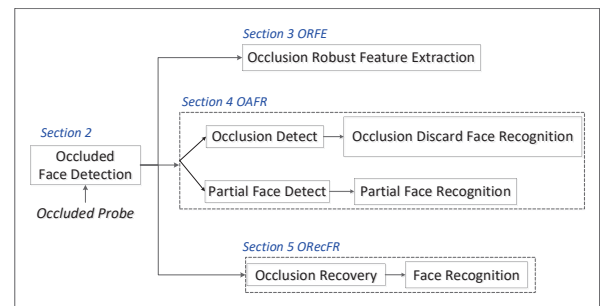 Section 3 ORFE
Occlusion Robust Feature Extraction
Section 4 OAFR
Occlusion Detect
Occlusion Discard Face Recognition
Section 2
Occluded
Face Detection
Partial Face Detect
Partial Face Recognition
Occluded Probe
Section 5 ORecFR
Occlusion Recovery
Face Recognition